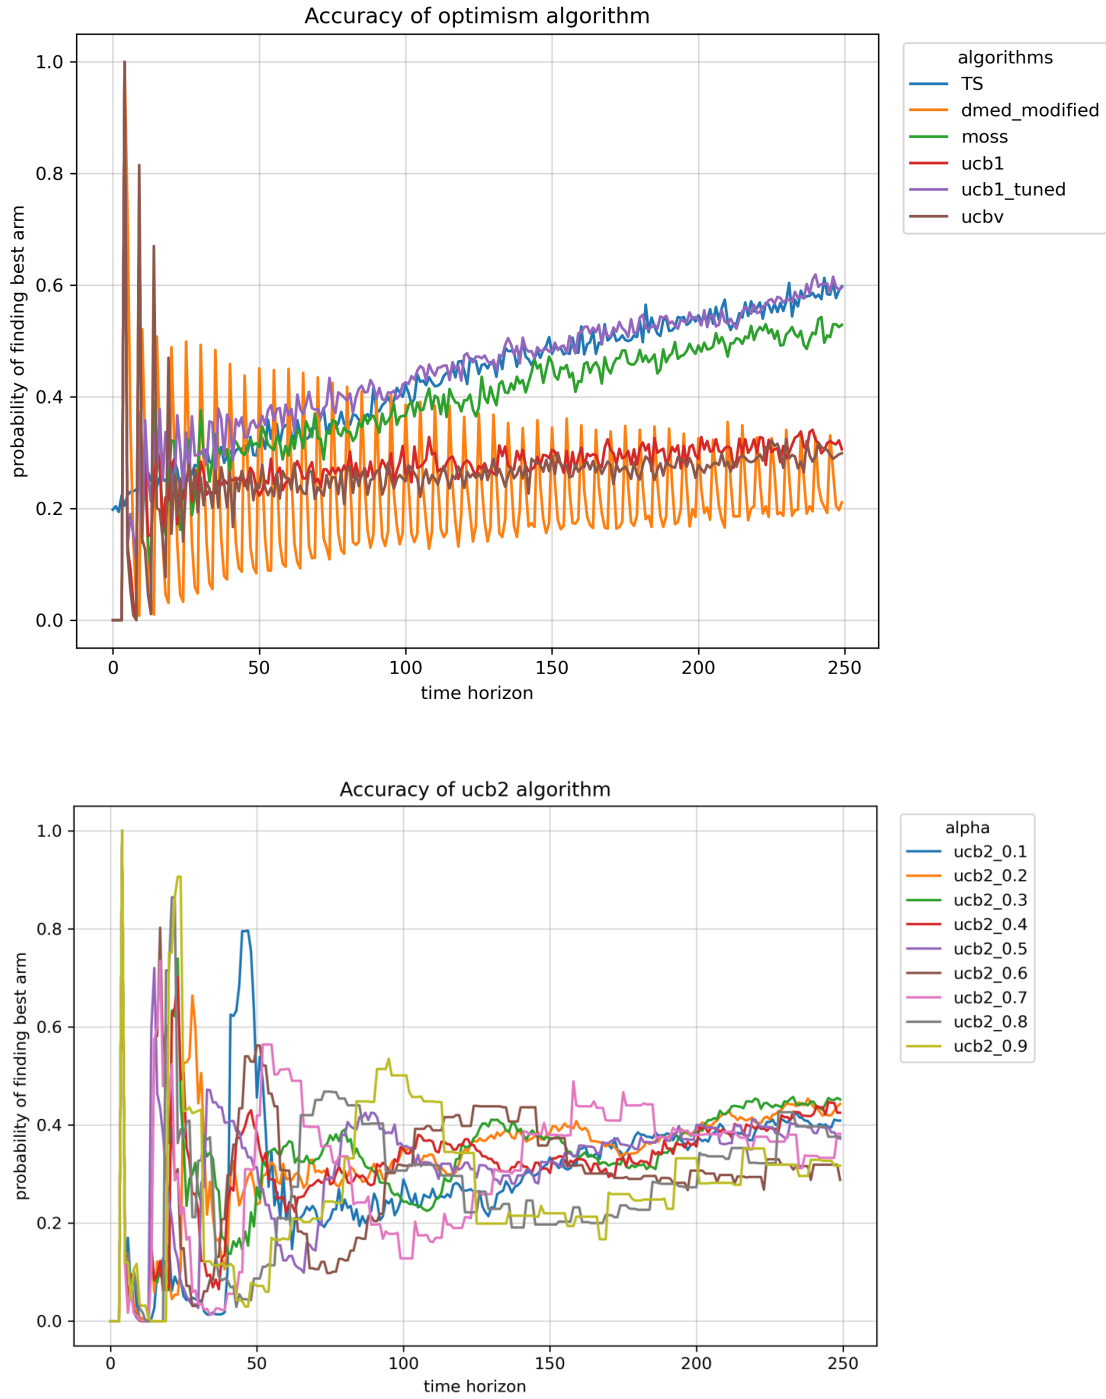 Accuracy of optimism algorithm
probability of finding best arm
1.0
0.8
0.6
0.4
0.2
0.0
0 50 100 150 200 250
time horizon
algorithms
TS
dmed_modified
moss
ucb1
ucb1_tuned
ucbv
Accuracy of ucb2 algorithm
probability of finding best arm
1.0
0.8
0.6
0.4
0.2
0.0
0 50 100 150 200 250
time horizon
alpha
ucb2_0.1
ucb2_0.2
ucb2_0.3
ucb2_0.4
ucb2_0.5
ucb2_0.6
ucb2_0.7
ucb2_0.8
ucb2_0.9